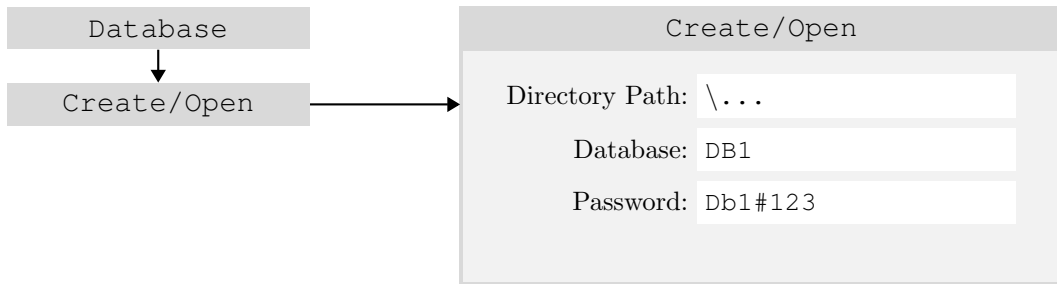 Database
Create/Open
Create/Open
Directory Path: \...
Database: DB1
Password: Db1#123